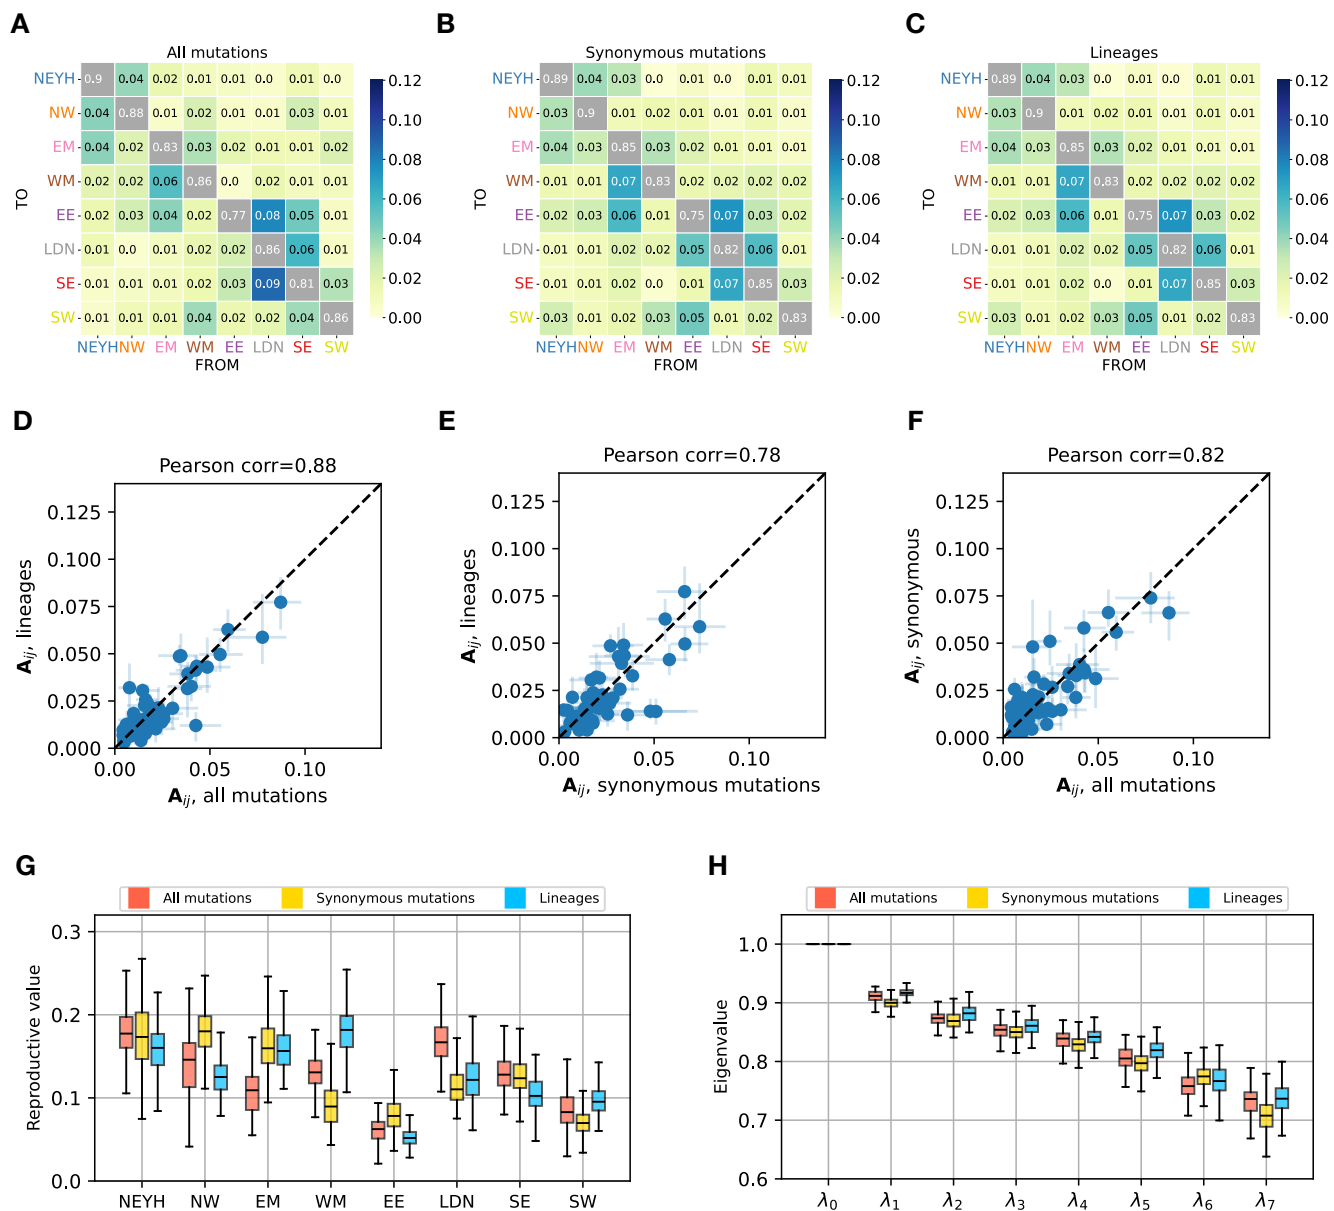 A
All mutations
TO
NEYH 0.9 0.04 0.02 0.01 0.01 0.0 0.01 0.0
NW 0.04 0.88 0.01 0.02 0.01 0.01 0.03 0.01
EM 0.04 0.02 0.83 0.03 0.02 0.01 0.01 0.02
WM 0.02 0.02 0.06 0.86 0.0 0.02 0.01 0.01
EE 0.02 0.03 0.04 0.02 0.77 0.08 0.05 0.01
LDN 0.01 0.0 0.01 0.02 0.02 0.86 0.06 0.01
SE 0.01 0.01 0.01 0.02 0.03 0.09 0.81 0.03
SW 0.01 0.01 0.01 0.04 0.02 0.02 0.04 0.86
NEYH NW EM WM EE LDN SE SW
FROM
0.12
0.10
0.08
0.06
0.04
0.02
0.00
B
Synonymous mutations
TO
NEYH 0.89 0.04 0.03 0.0 0.01 0.0 0.01 0.01
NW 0.03 0.9 0.02 0.02 0.01 0.01 0.01 0.01
EM 0.04 0.03 0.85 0.03 0.02 0.01 0.01 0.02
WM 0.01 0.01 0.07 0.83 0.02 0.02 0.02 0.02
EE 0.02 0.03 0.06 0.01 0.75 0.07 0.03 0.02
LDN 0.01 0.01 0.02 0.02 0.05 0.82 0.06 0.01
SE 0.01 0.01 0.02 0.0 0.01 0.07 0.85 0.03
SW 0.03 0.01 0.02 0.03 0.05 0.02 0.01 0.83
NEYH NW EM WM EE LDN SE SW
FROM
0.12
0.10
0.08
0.06
0.04
0.02
0.00
C
Lineages
TO
NEYH 0.89 0.04 0.03 0.0 0.01 0.0 0.01 0.01
NW 0.03 0.9 0.02 0.02 0.01 0.01 0.01 0.01
EM 0.04 0.03 0.85 0.03 0.02 0.01 0.01 0.02
WM 0.01 0.01 0.07 0.83 0.02 0.02 0.02 0.02
EE 0.02 0.03 0.06 0.01 0.75 0.07 0.03 0.02
LDN 0.01 0.01 0.02 0.02 0.05 0.82 0.06 0.01
SE 0.01 0.01 0.02 0.0 0.01 0.07 0.85 0.03
SW 0.03 0.01 0.02 0.03 0.05 0.02 0.01 0.83
NEYH NW EM WM EE LDN SE SW
FROM
0.12
0.10
0.08
0.06
0.04
0.02
0.00
D
Pearson corr=0.88
A_ij, lineages
0.125
0.100
0.075
0.050
0.025
0.000
0.00 0.05 0.10
A_ij, all mutations
E
Pearson corr=0.78
A_ij, lineages
0.125
0.100
0.075
0.050
0.025
0.000
0.00 0.05 0.10
A_ij, synonymous mutations
F
Pearson corr=0.82
A_ij, synonymous
0.125
0.100
0.075
0.050
0.025
0.000
0.00 0.05 0.10
A_ij, all mutations
G
All mutations Synonymous mutations Lineages
Reproductive value
0.3
0.2
0.1
0.0
NEYH NW EM WM EE LDN SE SW
H
All mutations Synonymous mutations Lineages
Eigenvalue
1.0
0.9
0.8
0.7
0.6
λ0 λ1 λ2 λ3 λ4 λ5 λ6 λ7